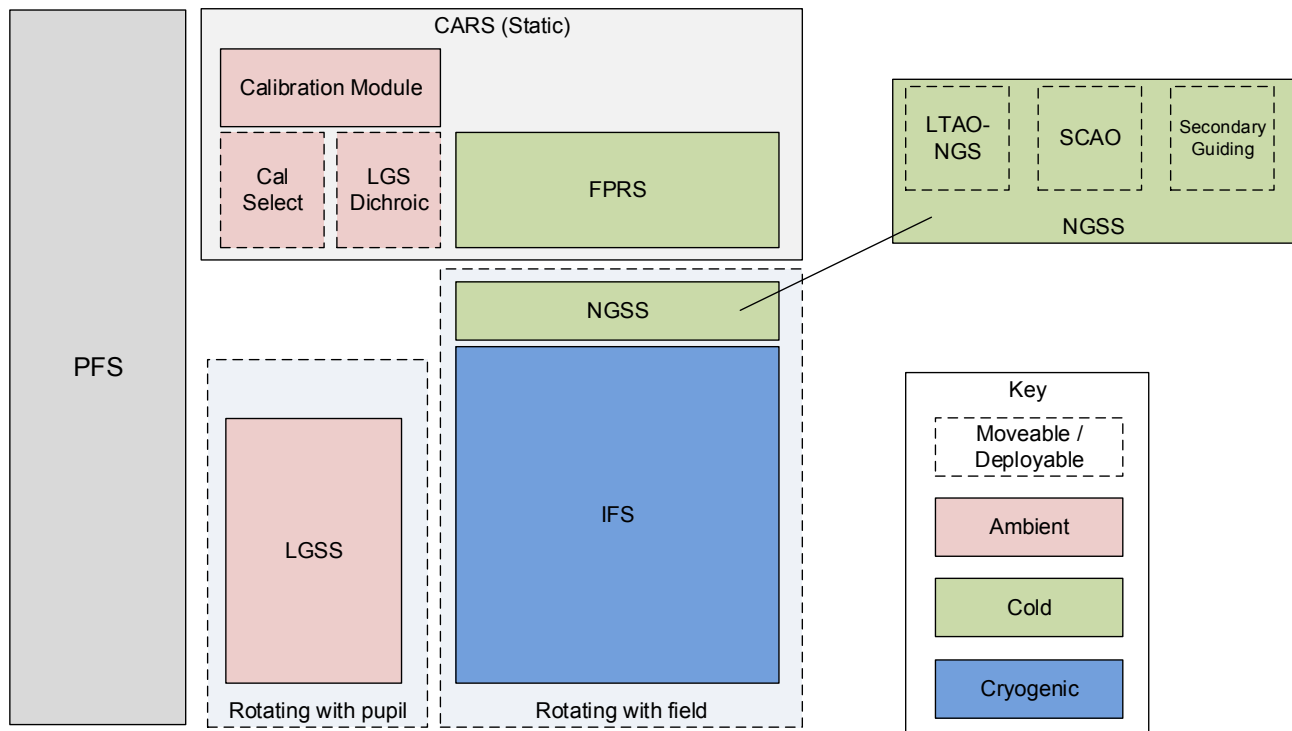 PFS
CARS (Static)
Calibration Module
Cal
Select
LGS
Dichroic
FPRS
NGSS
IFS
LGSS
Rotating with pupil
Rotating with field
LTAO-
NGS
SCAO
Secondary
Guiding
NGSS
Key
Moveable /
Deployable
Ambient
Cold
Cryogenic